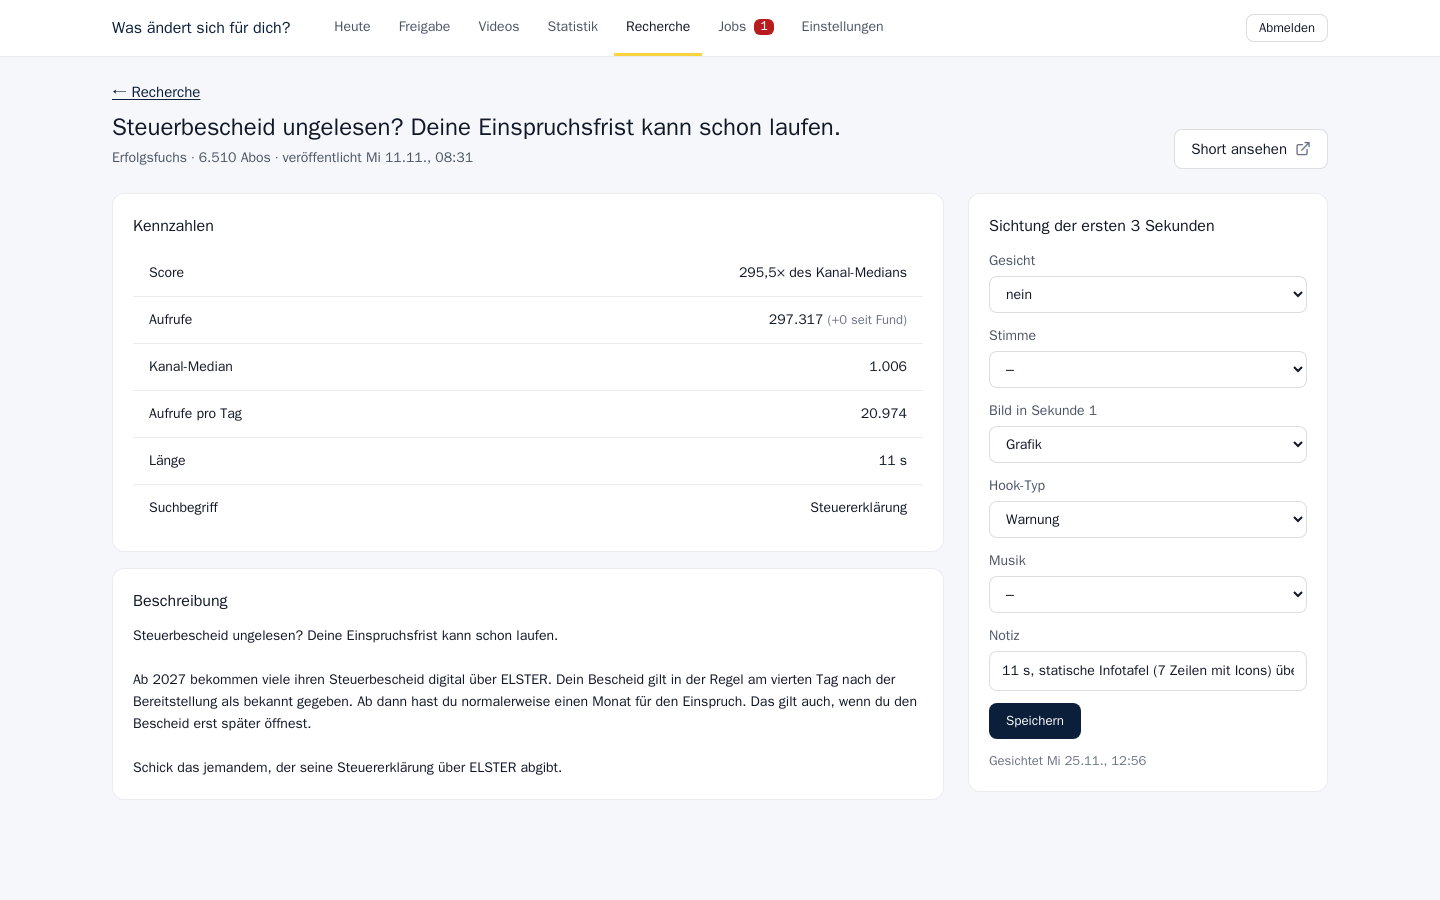 Was ändert sich für dich?
Heute
Freigabe
Videos
Statistik
Recherche
Jobs 1
Einstellungen
Abmelden
← Recherche
Steuerbescheid ungelesen? Deine Einspruchsfrist kann schon laufen.
Erfolgsfuchs · 6.510 Abos · veröffentlicht Mi 11.11., 08:31
Short ansehen
Kennzahlen
Score 295,5× des Kanal-Medians
Aufrufe 297.317 (+0 seit Fund)
Kanal-Median 1.006
Aufrufe pro Tag 20.974
Länge 11 s
Suchbegriff Steuererklärung
Beschreibung
Steuerbescheid ungelesen? Deine Einspruchsfrist kann schon laufen.
Ab 2027 bekommen viele ihren Steuerbescheid digital über ELSTER. Dein Bescheid gilt in der Regel am vierten Tag nach der
Bereitstellung als bekannt gegeben. Ab dann hast du normalerweise einen Monat für den Einspruch. Das gilt auch, wenn du den
Bescheid erst später öffnest.
Schick das jemandem, der seine Steuererklärung über ELSTER abgibt.
Sichtung der ersten 3 Sekunden
Gesicht
nein
Stimme
–
Bild in Sekunde 1
Grafik
Hook-Typ
Warnung
Musik
–
Notiz
11 s, statische Infotafel (7 Zeilen mit Icons)
Speichern
Gesichtet Mi 25.11., 12:56